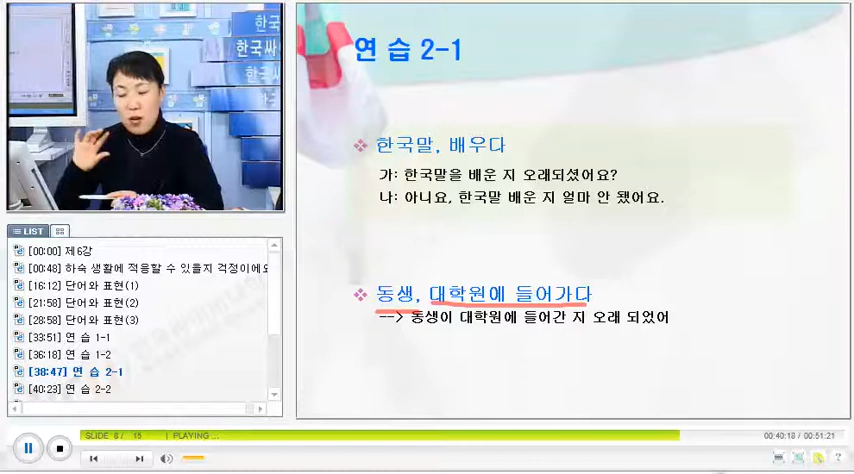 한국
한국싸
한국
연 습 2-1
한국말, 배우다
가: 한국말을 배운 지 오래되셨어요?
나: 아니요, 한국말 배운 지 얼마 안 됐어요.
동생, 대학원에 들어가다
--> 동생이 대학원에 들어간 지 오래 되었어
LIST
[00:00] 제6강
[00:48] 하숙 생활에 적응할 수 있을지 걱정이에요
[16:12] 단어와 표현(1)
[21:58] 단어와 표현(2)
[28:58] 단어와 표현(3)
[33:51] 연 습 1-1
[36:18] 연 습 1-2
[38:47] 연 습 2-1
[40:23] 연 습 2-2
SLIDE 8 / 15 | PLAYING ...
00:40:18 / 00:51:21